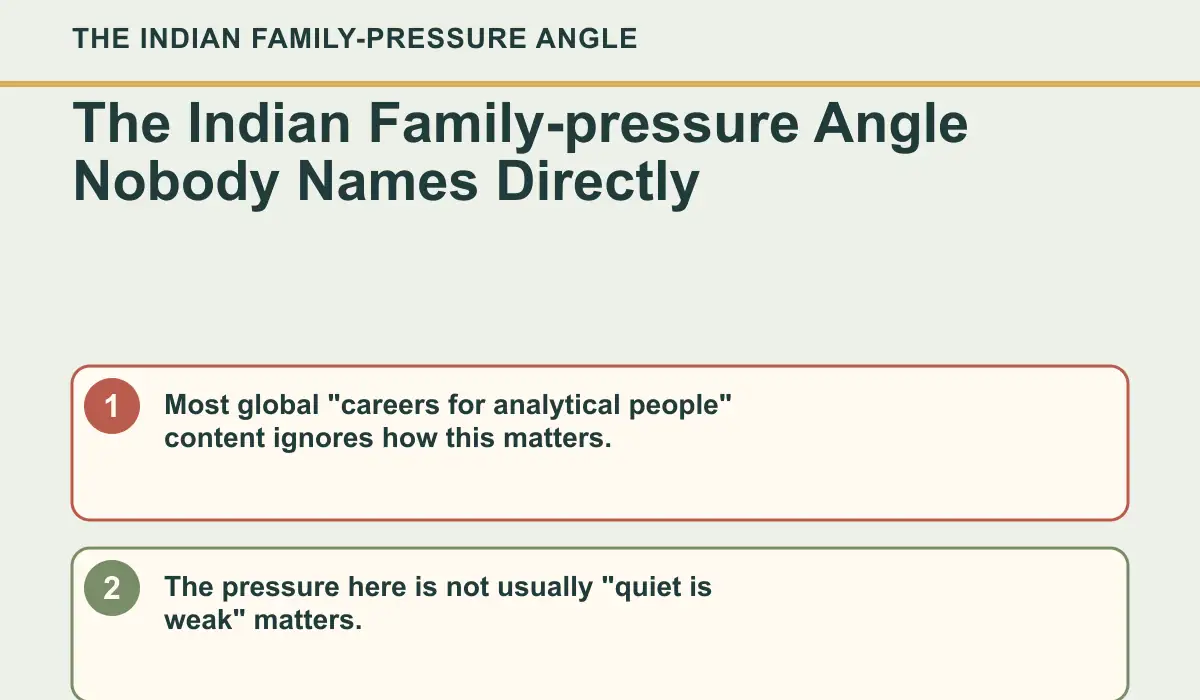 THE INDIAN FAMILY-PRESSURE ANGLE
The Indian Family-pressure Angle
Nobody Names Directly
1
Most global "careers for analytical people"
content ignores how this matters.
2
The pressure here is not usually "quiet is
weak" matters.